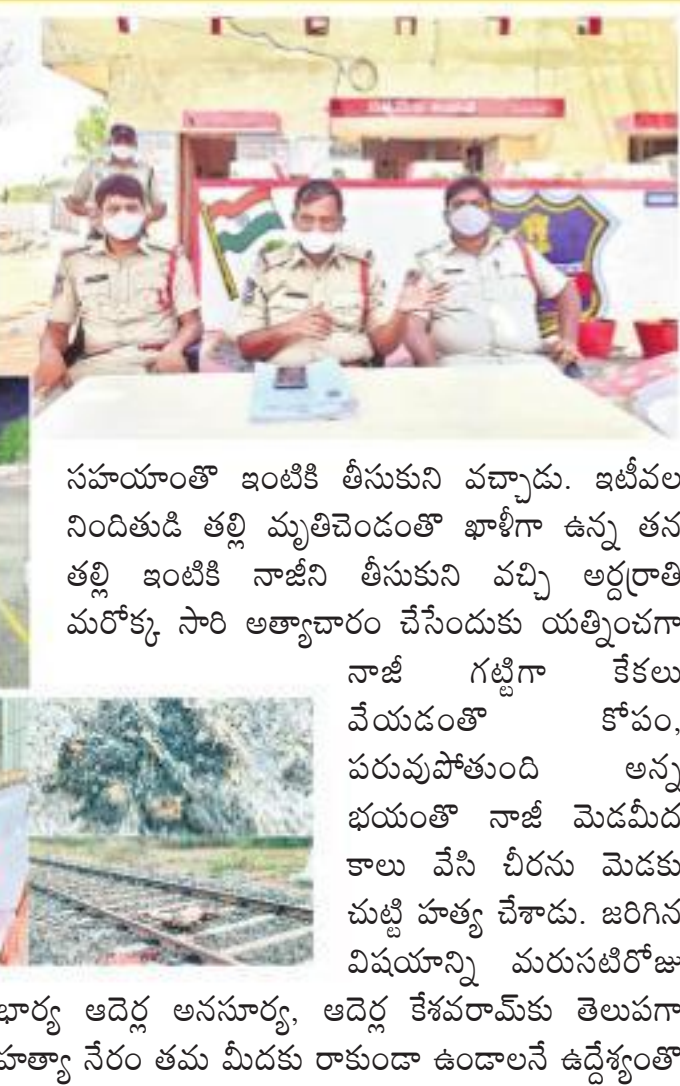 సహయాంతొ ఇంటికి తీసుకుని వచ్చాడు. ఇటీవల
నిందితుడి తల్లి మృతిచెండంతొ ఖాళీగా ఉన్న తన
తల్లి ఇంటికి నాజీని తీసుకుని వచ్చి అర్దరాతి
మరోక్క సారి అత్యాచారం చేసేందుకు యత్నించగా
నాజీ గట్టిగా కేకలు
వేయడంతొ కోపం,
పరువుపోతుంది అన్న
భయంతొ నాజీ మెడమీద
కాలు వేసి చీరను మెడకు
చుట్టి హత్య చేశాడు. జరిగిన
విషయాన్ని మరుసటిరోజు
భార్య ఆదెర్ల అనసూర్య, ఆదెర్ల కేశవరామ్‌కు తెలుపగా
హత్యా నేరం తమ మీదకు రాకుండా ఉండాలనే ఉద్దేశ్యంతొ